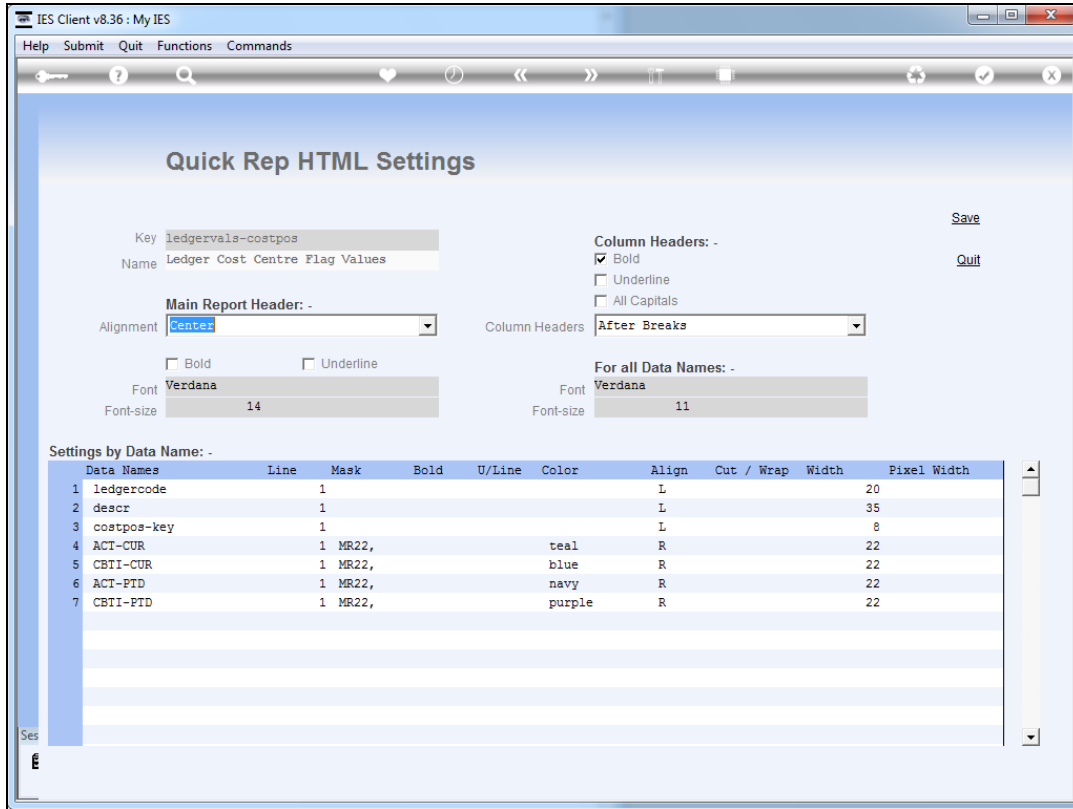 IES Client v8.36 : My IES
Help Submit Quit Functions Commands
Quick Rep HTML Settings
Save
Key ledgervals-costpos
Column Headers: -
Name Ledger Cost Centre Flag Values
Bold
Quit
Underline
Main Report Header: -
All Capitals
Alignment Center
Column Headers After Breaks
Bold Underline
For all Data Names: -
Font Verdana
Font Verdana
Font-size 14
Font-size 11
Settings by Data Name: -
Data Names Line Mask Bold U/Line Color Align Cut / Wrap Width Pixel Width
1 ledgercode 1 L 20
2 descr 1 L 35
3 costpos-key 1 L 8
4 ACT-CUR 1 MR22, teal R 22
5 CBTI-CUR 1 MR22, blue R 22
6 ACT-PTD 1 MR22, navy R 22
7 CBTI-PTD 1 MR22, purple R 22
Ses